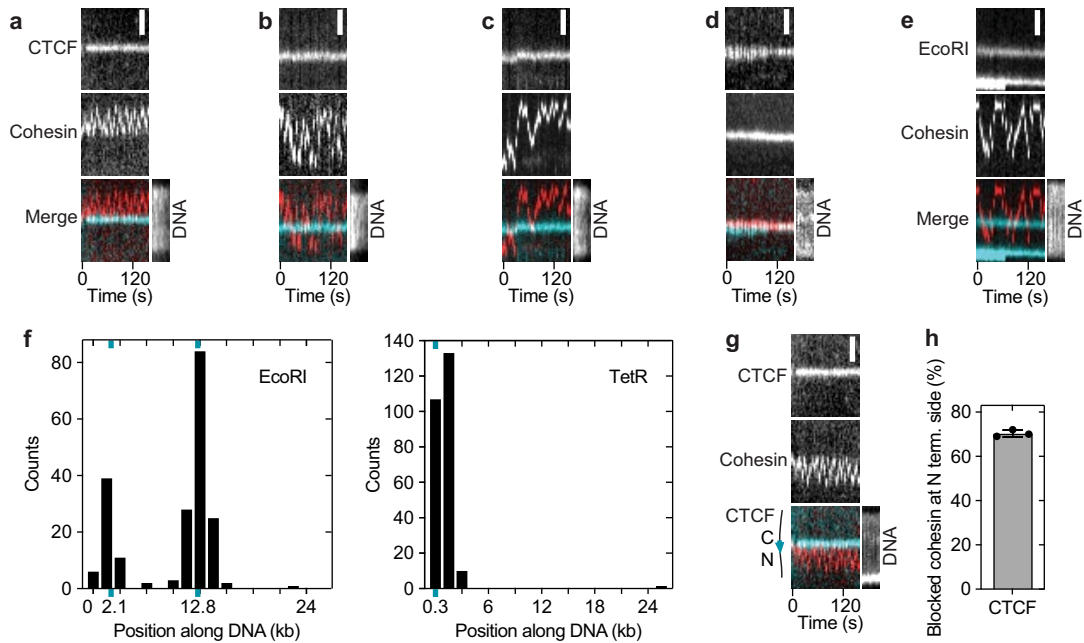 a
b
c
d
e
CTCF
EcoRI
Cohesin
Cohesin
Merge
DNA
DNA
DNA
DNA
Merge
DNA
0 120
0 120
0 120
0 120
0 120
Time (s)
Time (s)
Time (s)
Time (s)
Time (s)
f
80
60
40
20
0
Counts
EcoRI
0 2.1 12.8 24
Position along DNA (kb)
140
120
100
80
60
40
20
0
Counts
TetR
0.3 6 12 18 24
Position along DNA (kb)
g
CTCF
Cohesin
CTCF
C
N
DNA
0 120
Time (s)
h
Blocked cohesin at N term. side (%)
80
60
40
20
0
CTCF